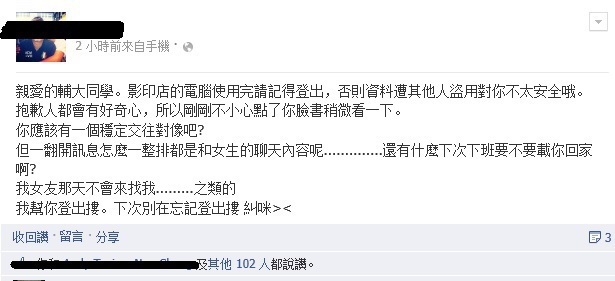 2 小時前來自手機 ·
親愛的輔大同學。影印店的電腦使用完請記得登出，否則資料遭其他人盜用對你不太安全哦。
抱歉人都會有好奇心，所以剛剛不小心點了你臉書稍微看一下。
你應該有一個穩定交往對像吧?
但一翻開訊息怎麼一整排都是和女生的聊天內容呢..............還有什麼下次下班要不要載你回家
啊?
我女友那天不會來找我.........之類的
我幫你登出摟。下次別在忘記登出摟 糾咪><
收回讚 · 留言 · 分享
3
及其他 102 人都說讚。